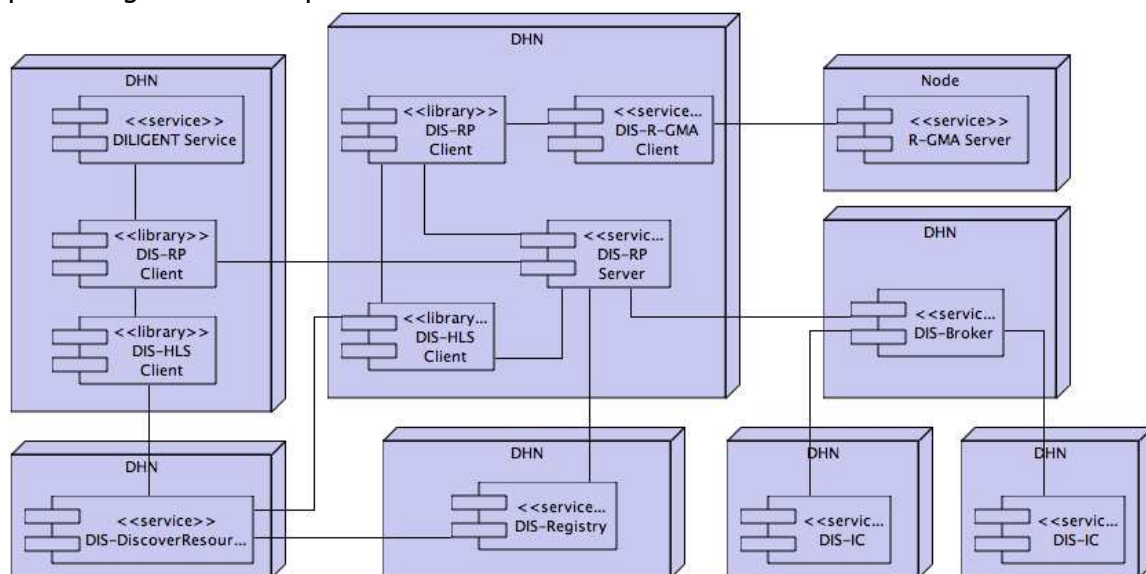 DHN
<<service>>
DILIGENT Service
<<library>>
DIS-RP
Client
<<library>>
DIS-HLS
Client
DHN
<<library>>
DIS-RP
Client
<<service...
DIS-R-GMA
Client
<<servic...
DIS-RP
Server
<<library...
DIS-HLS
Client
Node
<<service>>
R-GMA Server
DHN
<<servic...
DIS-Broker
DHN
<<service>>
DIS-DiscoverResour...
DHN
<<service...
DIS-Registry
DHN
<<servic...
DIS-IC
DHN
<<servic...
DIS-IC